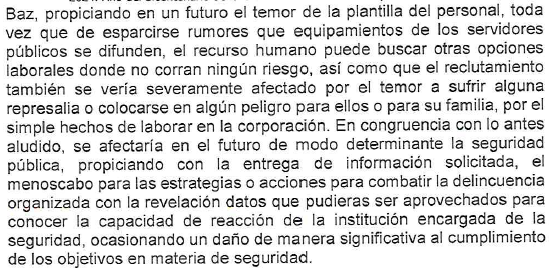 Baz, propiciando en un futuro el temor de la plantilla del personal, toda
vez que de esparcirse rumores que equipamientos de los servidores
públicos se difunden, el recurso humano puede buscar otras opciones
laborales donde no corran ningún riesgo, así como que el reclutamiento
también se vería severamente afectado por el temor a sufrir alguna
represalia o colocarse en algún peligro para ellos o para su familia, por el
simple hechos de laborar en la corporación. En congruencia con lo antes
aludido, se afectaría en el futuro de modo determinante la seguridad
pública, propiciando con la entrega de información solicitada, el
menoscabo para las estrategias o acciones para combatir la delincuencia
organizada con la revelación datos que pudieras ser aprovechados para
conocer la capacidad de reacción de la institución encargada de la
seguridad, ocasionando un daño de manera significativa al cumplimiento
de los objetivos en materia de seguridad.